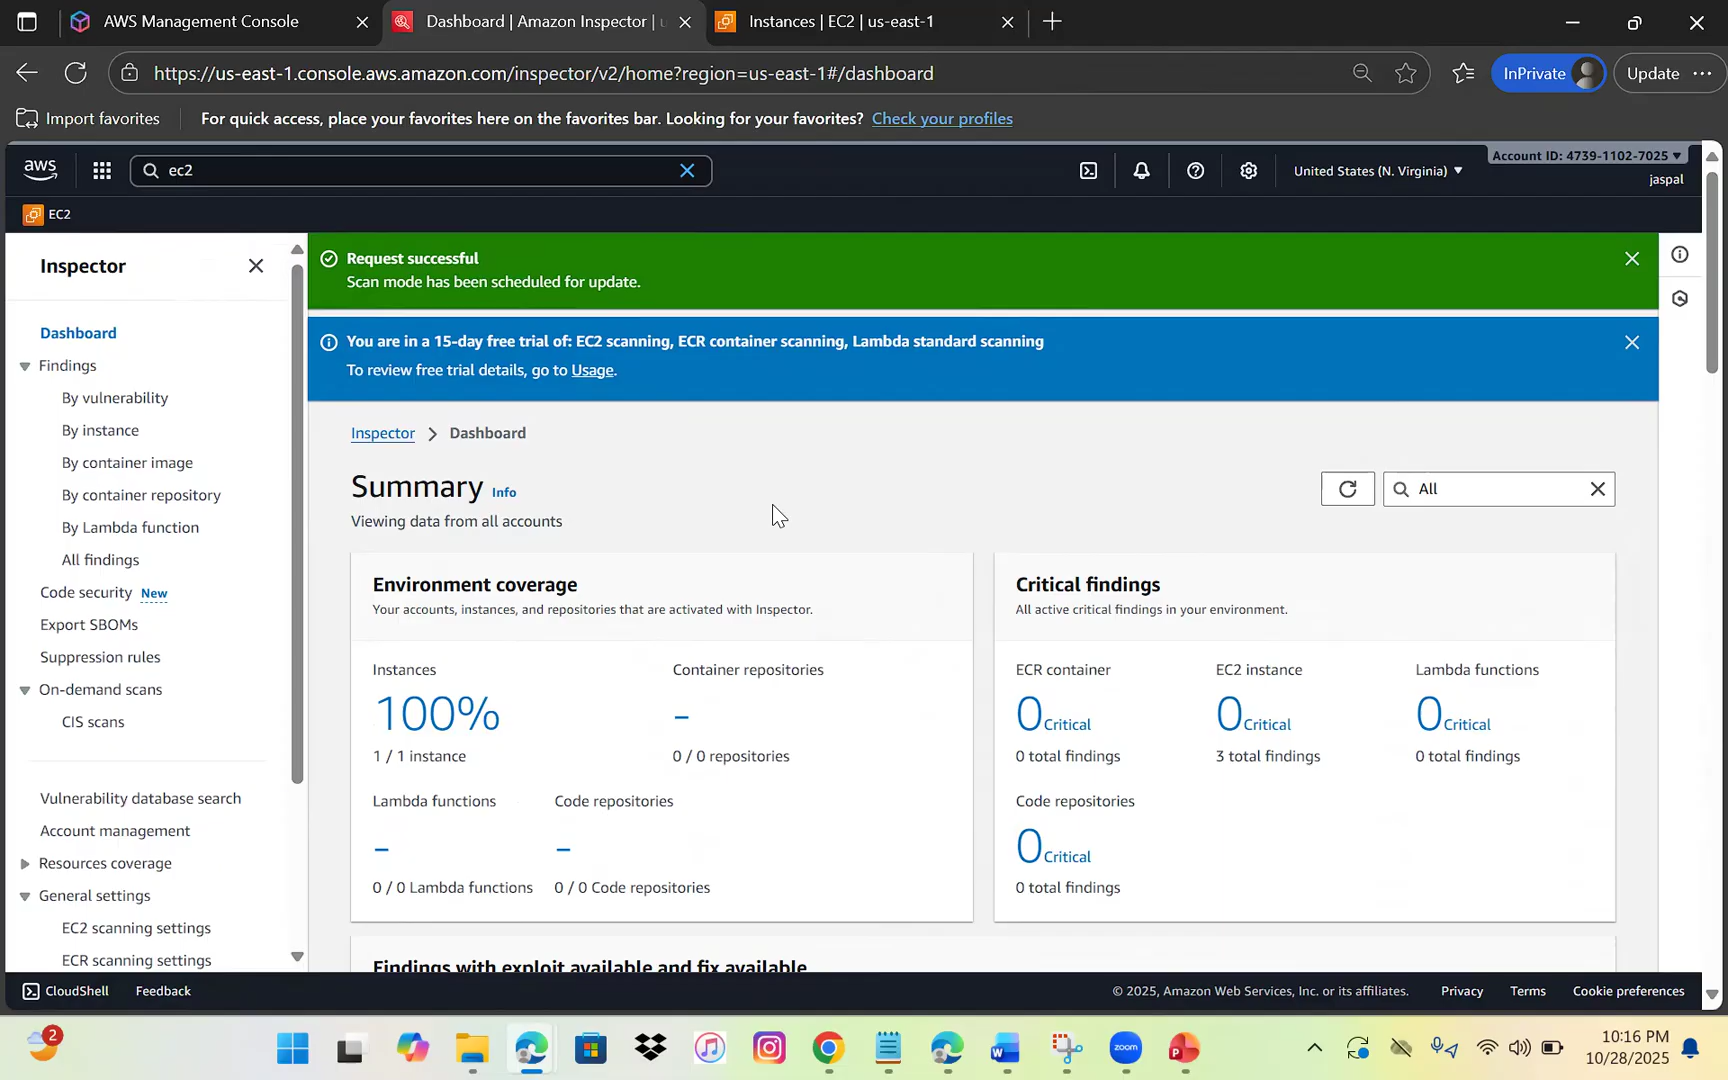 AWS Management Console
Dashboard | Amazon Inspector | u
Instances | EC2 | us-east-1
https://us-east-1.console.aws.amazon.com/inspector/v2/home?region=us-east-1#/dashboard
InPrivate
Update
Import favorites
For quick access, place your favorites here on the favorites bar. Looking for your favorites? Check your profiles
aws
ec2
United States (N. Virginia)
Account ID: 4739-1102-7025
jaspal
EC2
Inspector
Dashboard
Findings
By vulnerability
By instance
By container image
By container repository
By Lambda function
All findings
Code security New
Export SBOMs
Suppression rules
On-demand scans
CIS scans
Vulnerability database search
Account management
Resources coverage
General settings
EC2 scanning settings
ECR scanning settings
Request successful
Scan mode has been scheduled for update.
You are in a 15-day free trial of: EC2 scanning, ECR container scanning, Lambda standard scanning
To review free trial details, go to Usage.
Inspector > Dashboard
Summary Info
Viewing data from all accounts
All
Environment coverage
Your accounts, instances, and repositories that are activated with Inspector.
Instances
100%
1 / 1 instance
Container repositories
-
0 / 0 repositories
Lambda functions
-
0 / 0 Lambda functions
Code repositories
-
0 / 0 Code repositories
Critical findings
All active critical findings in your environment.
ECR container
0 Critical
0 total findings
EC2 instance
0 Critical
3 total findings
Lambda functions
0 Critical
0 total findings
Code repositories
0 Critical
0 total findings
Findings with exploit available and fix available
CloudShell
Feedback
© 2025, Amazon Web Services, Inc. or its affiliates.
Privacy
Terms
Cookie preferences
2
W
zoom
P
10:16 PM
10/28/2025